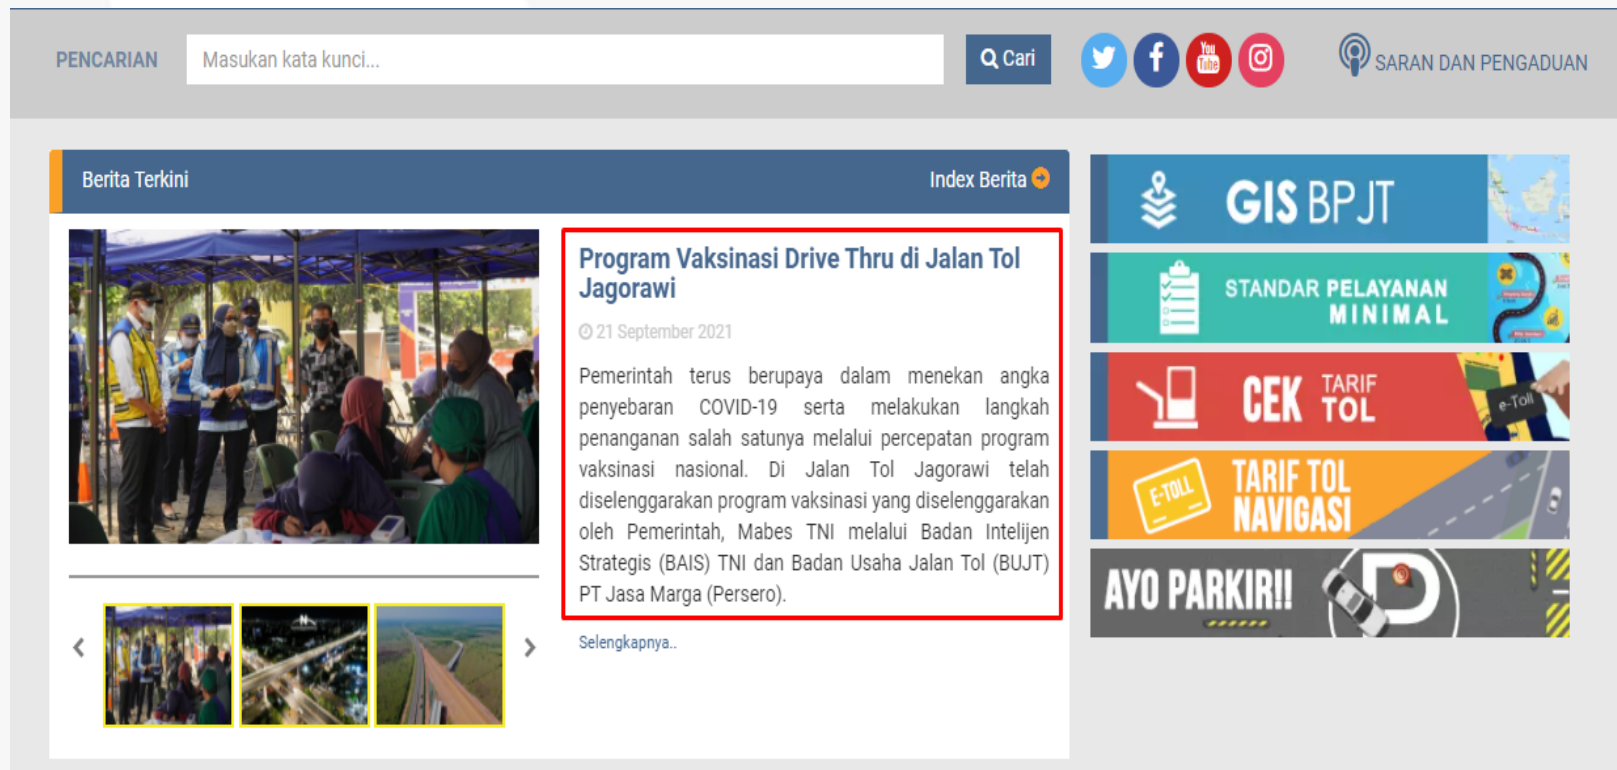 PENCARIAN
Masukan kata kunci...
Cari
You
Tube
SARAN DAN PENGADUAN
Berita Terkini
Index Berita
Program Vaksinasi Drive Thru di Jalan Tol
Jagorawi
21 September 2021
Pemerintah terus berupaya dalam menekan angka
penyebaran COVID-19 serta melakukan langkah
penanganan salah satunya melalui percepatan program
vaksinasi nasional. Di Jalan Tol Jagorawi telah
diselenggarakan program vaksinasi yang diselenggarakan
oleh Pemerintah, Mabes TNI melalui Badan Intelijen
Strategis (BAIS) TNI dan Badan Usaha Jalan Tol (BUJT)
PT Jasa Marga (Persero).
Selengkapnya..
GIS BPJT
STANDAR PELAYANAN
MINIMAL
CEK TARIF
TOL
e-Toll
E-TOLL
TARIF TOL
NAVIGASI
AYO PARKIR!!
P